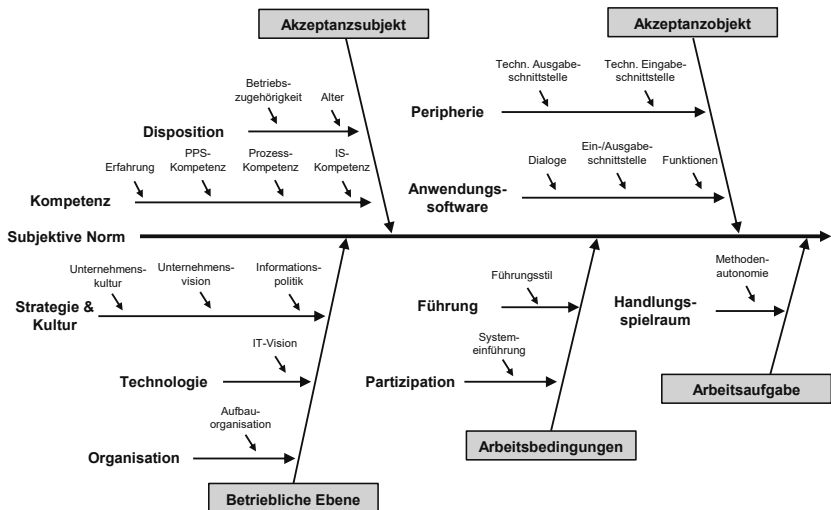 Akzeptanzsubjekt
Akzeptanzobjekt
Betriebs-
zugehörigkeit
Alter
Disposition
Techn. Ausgabe-
schnittstelle
Techn. Eingabe-
schnittstelle
Peripherie
Erfahrung
PPS-
Kompetenz
Prozess-
Kompetenz
IS-
Kompetenz
Kompetenz
Dialoge
Ein-/Ausgabe-
schnittstelle
Funktionen
Anwendungs-
software
Subjektive Norm
Unternehmens-
kultur
Unternehmens-
vision
Informations-
politik
Strategie &
Kultur
Führungsstil
Führung
Methoden-
autonomie
Handlungs-
spielraum
IT-Vision
Technologie
System-
einführung
Partizipation
Arbeitsaufgabe
Aufbau-
organisation
Organisation
Arbeitsbedingungen
Betriebliche Ebene